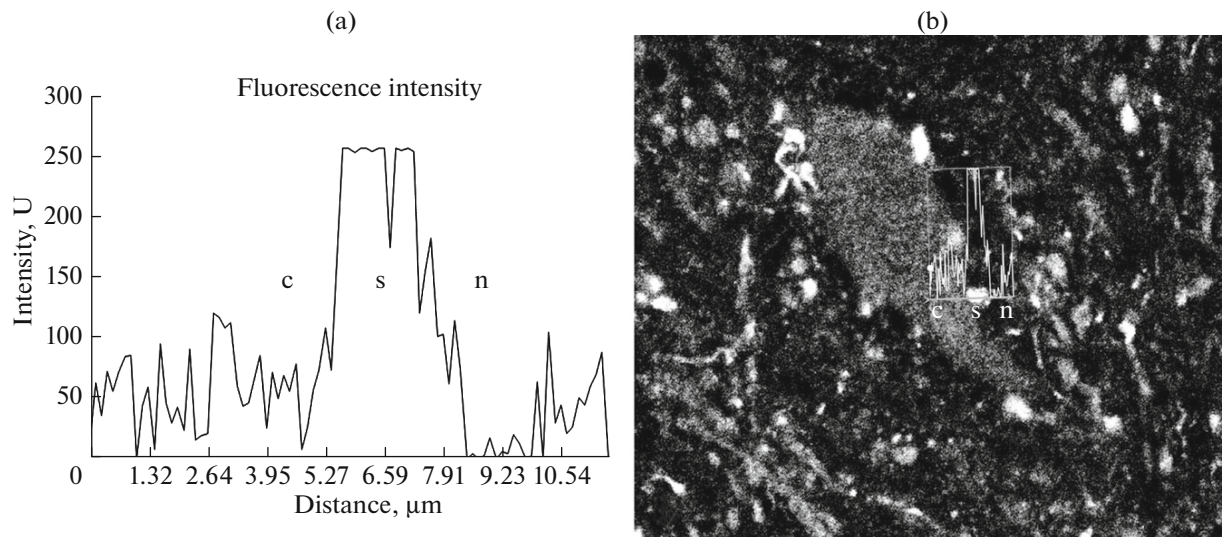 (a)
Fluorescence intensity
300
250
200
150
100
50
0
Intensity, U
c s n
1.32 2.64 3.95 5.27 6.59 7.91 9.23 10.54
Distance, µm
(b)
c s n